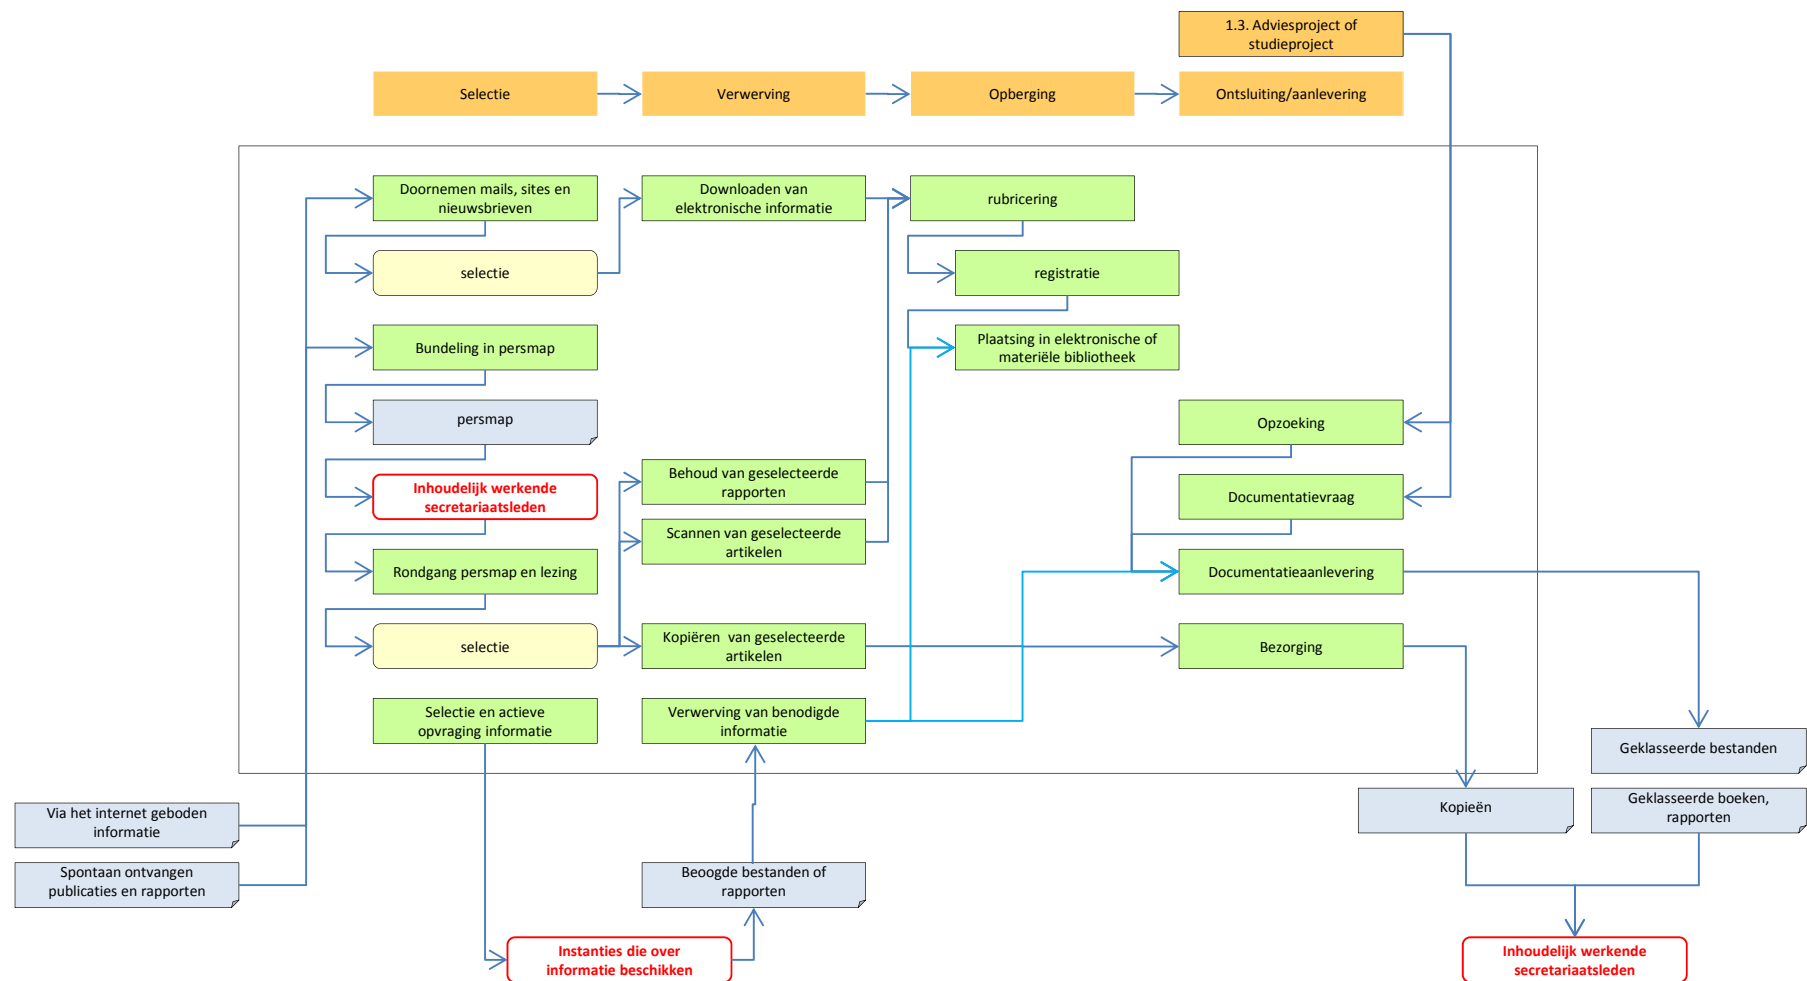 1.3. Adviesproject of
studieproject
Selectie
Verwerving
Opberging
Ontsluiting/aanlevering
Doornemen mails, sites en
nieuwsbrieven
Downloaden van
elektronische informatie
rubricering
selectie
registratie
Bundeling in persmap
Plaatsing in elektronische of
materiële bibliotheek
persmap
Opzoeking
Inhoudelijk werkende
secretariaatsleden
Behoud van geselecteerde
rapporten
Documentatievraag
Scannen van geselecteerde
artikelen
Rondgang persmap en lezing
Documentatieaanlevering
selectie
Kopiëren van geselecteerde
artikelen
Bezorging
Selectie en actieve
opvraging informatie
Verwerving van benodigde
informatie
Geklasseerde bestanden
Via het internet geboden
informatie
Kopieën
Geklasseerde boeken,
rapporten
Spontaan ontvangen
publicaties en rapporten
Beoogde bestanden of
rapporten
Instanties die over
informatie beschikken
Inhoudelijk werkende
secretariaatsleden